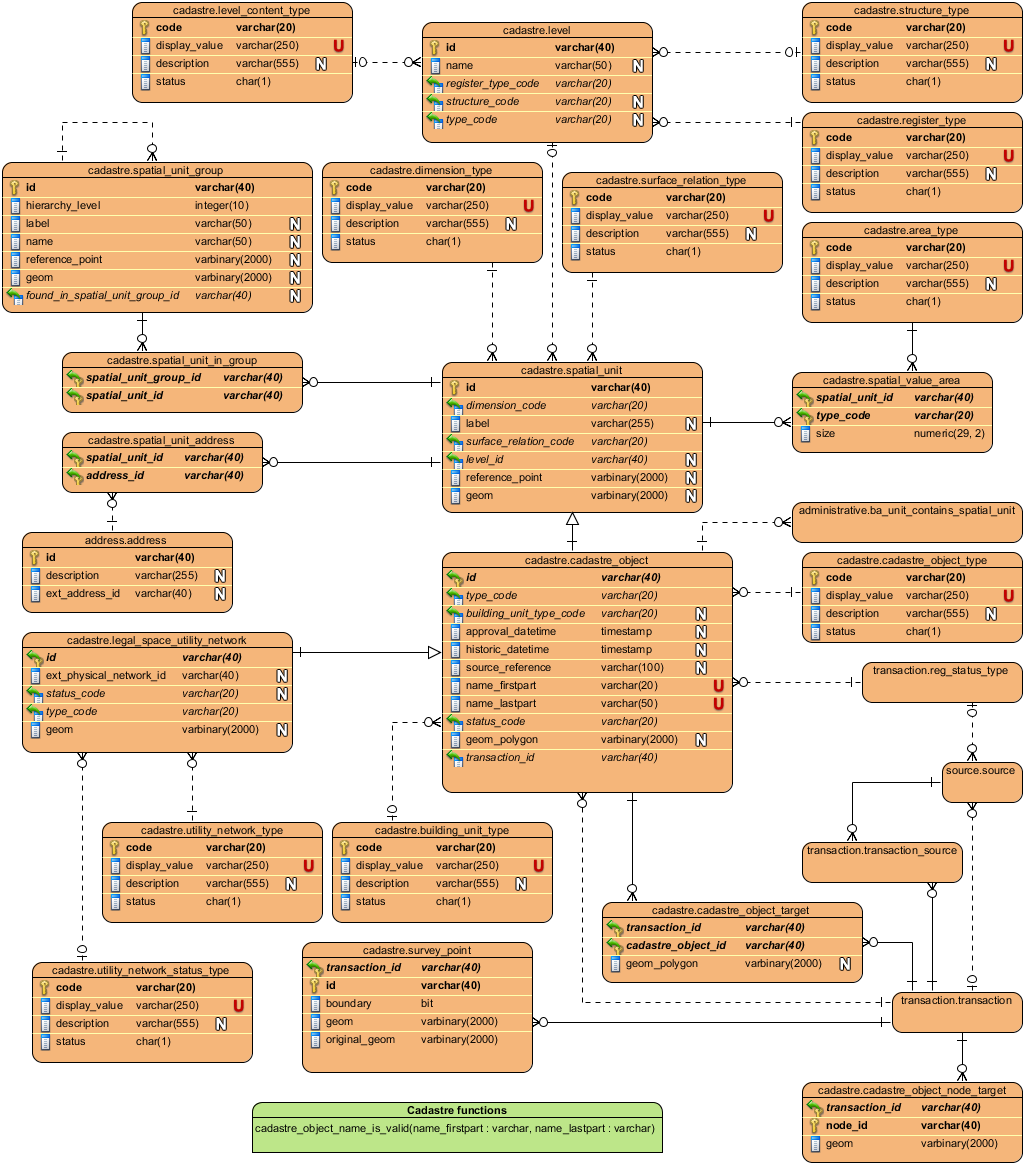 cadastre.level_content_type
code varchar(20)
display_value varchar(250) U
description varchar(555) N
status char(1)
cadastre.level
id varchar(40)
name varchar(50) N
register_type_code varchar(20)
structure_code varchar(20) N
type_code varchar(20) N
cadastre.structure_type
code varchar(20)
display_value varchar(250) U
description varchar(555) N
status char(1)
cadastre.register_type
code varchar(20)
display_value varchar(250) U
description varchar(555) N
status char(1)
cadastre.spatial_unit_group
id varchar(40)
hierarchy_level integer(10)
label varchar(50) N
name varchar(50) N
reference_point varbinary(2000) N
geom varbinary(2000) N
found_in_spatial_unit_group_id varchar(40) N
cadastre.dimension_type
code varchar(20)
display_value varchar(250) U
description varchar(555) N
status char(1)
cadastre.surface_relation_type
code varchar(20)
display_value varchar(250) U
description varchar(555) N
status char(1)
cadastre.area_type
code varchar(20)
display_value varchar(250) U
description varchar(555) N
status char(1)
cadastre.spatial_unit_in_group
spatial_unit_group_id varchar(40)
spatial_unit_id varchar(40)
cadastre.spatial_unit
id varchar(40)
dimension_code varchar(20)
label varchar(255) N
surface_relation_code varchar(20)
level_id varchar(40) N
reference_point varbinary(2000) N
geom varbinary(2000) N
cadastre.spatial_value_area
spatial_unit_id varchar(40)
type_code varchar(20)
size numeric(29, 2)
cadastre.spatial_unit_address
spatial_unit_id varchar(40)
address_id varchar(40)
address.address
id varchar(40)
description varchar(255) N
ext_address_id varchar(40) N
administrative.ba_unit_contains_spatial_unit
cadastre.cadastre_object
id varchar(40)
type_code varchar(20)
building_unit_type_code varchar(20) N
approval_datetime timestamp N
historic_datetime timestamp N
source_reference varchar(100) N
name_firstpart varchar(20) U
name_lastpart varchar(50) U
status_code varchar(20)
geom_polygon varbinary(2000) N
transaction_id varchar(40)
cadastre.cadastre_object_type
code varchar(20)
display_value varchar(250) U
description varchar(555) N
status char(1)
cadastre.legal_space_utility_network
id varchar(40)
ext_physical_network_id varchar(40) N
status_code varchar(20) N
type_code varchar(20)
geom varbinary(2000) N
transaction.reg_status_type
source.source
transaction.transaction_source
cadastre.utility_network_type
code varchar(20)
display_value varchar(250) U
description varchar(555) N
status char(1)
cadastre.building_unit_type
code varchar(20)
display_value varchar(250) U
description varchar(555) N
status char(1)
cadastre.cadastre_object_target
transaction_id varchar(40)
cadastre_object_id varchar(40)
geom_polygon varbinary(2000) N
cadastre.utility_network_status_type
code varchar(20)
display_value varchar(250) U
description varchar(555) N
status char(1)
cadastre.survey_point
transaction_id varchar(40)
id varchar(40)
boundary bit
geom varbinary(2000)
original_geom varbinary(2000)
transaction.transaction
cadastre.cadastre_object_node_target
transaction_id varchar(40)
node_id varchar(40)
geom varbinary(2000)
Cadastre functions
cadastre_object_name_is_valid(name_firstpart : varchar, name_lastpart : varchar)